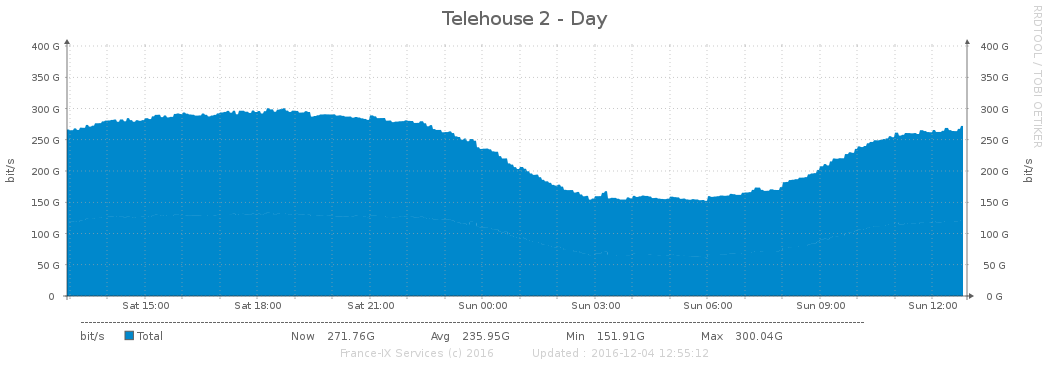 Telehouse 2 - Day
RRDTOOL / TOBI OETIKER
400 G 400 G
350 G 350 G
300 G 300 G
250 G 250 G
200 G 200 G
150 G 150 G
100 G 100 G
50 G 50 G
0 0 G
bit/s bit/s
Sat 15:00 Sat 18:00 Sat 21:00 Sun 00:00 Sun 03:00 Sun 06:00 Sun 09:00 Sun 12:00
bit/s Total Now 271.76G Avg 235.95G Min 151.91G Max 300.04G
France-IX Services (c) 2016 Updated : 2016-12-04 12:55:12